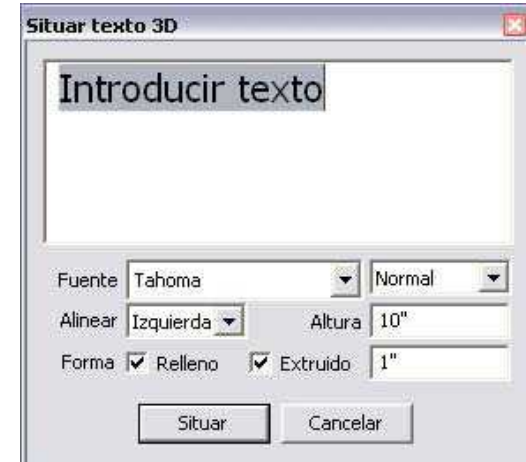 Situar texto 3D
Introducir texto
Fuente Tahoma Normal
Alinear Izquierda Altura 10"
Forma Relleno Extruido 1"
Situar Cancelar